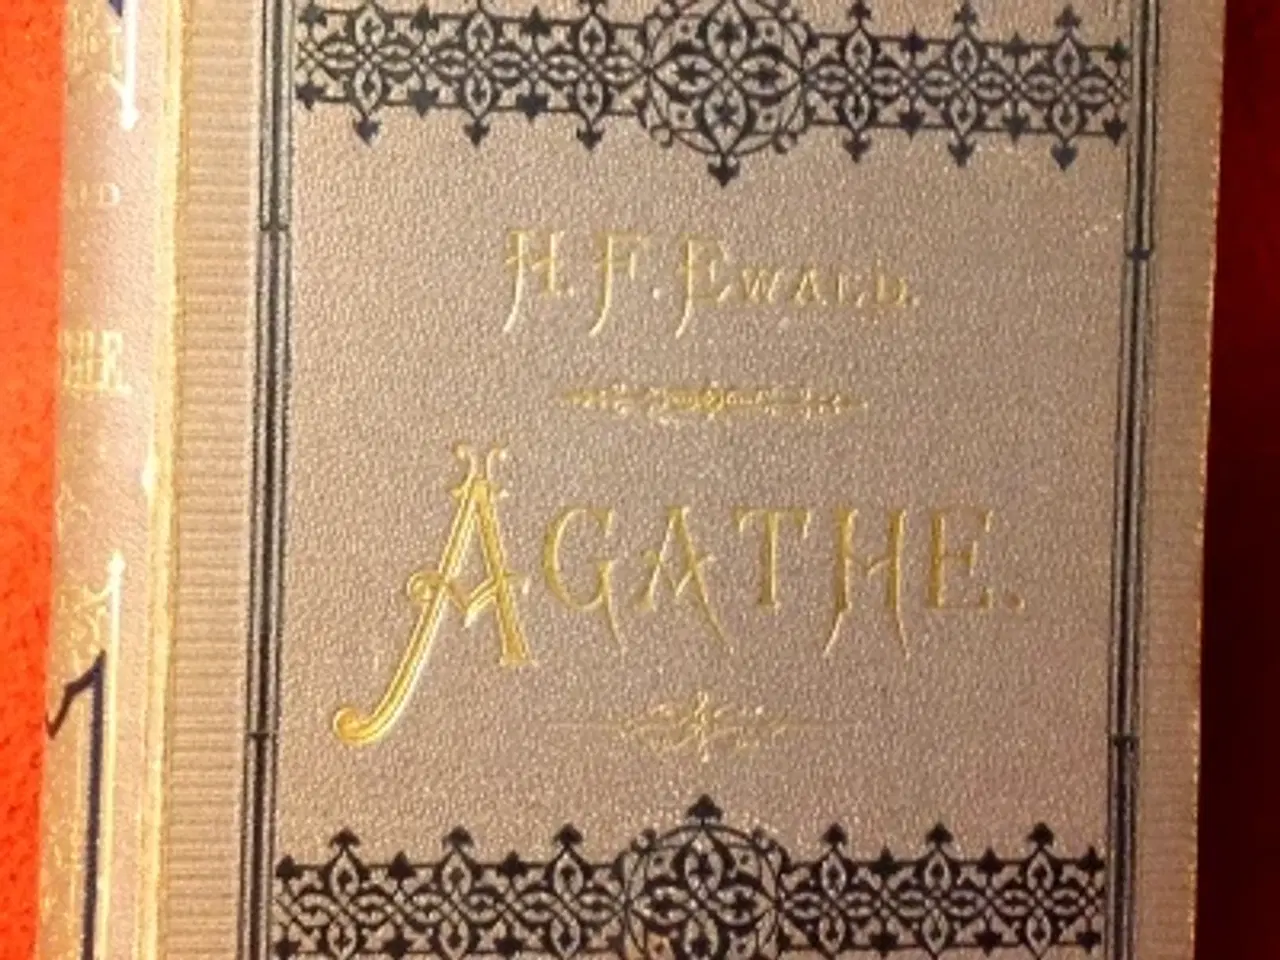 H. F. Ewald.
Agathe.